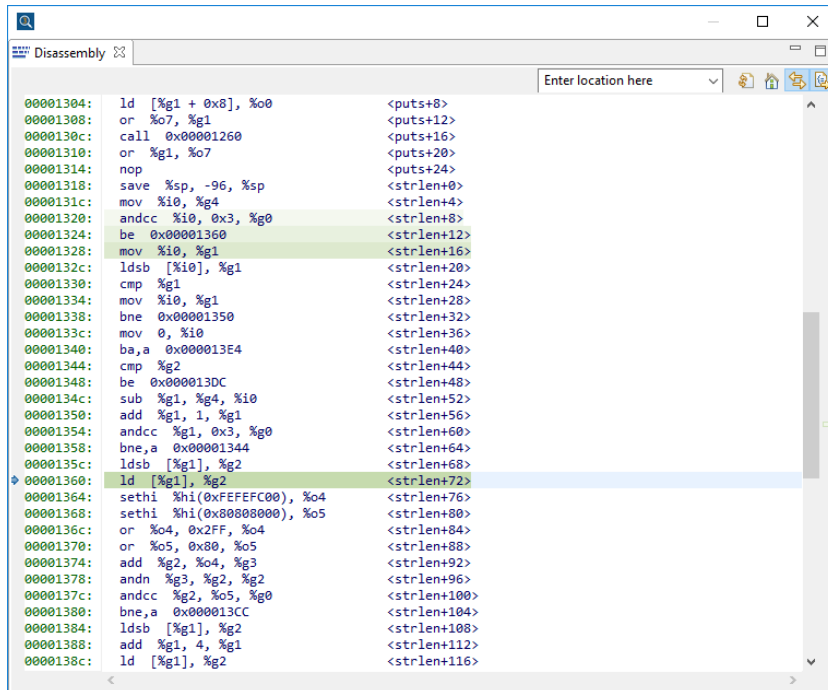 Disassembly
Enter location here
00001304: ld [%g1 + 0x8], %o0 <puts+8>
00001308: or %o7, %g1 <puts+12>
0000130c: call 0x00001260 <puts+16>
00001310: or %g1, %o7 <puts+20>
00001314: nop <puts+24>
00001318: save %sp, -96, %sp <strlen+0>
0000131c: mov %i0, %g4 <strlen+4>
00001320: andcc %i0, 0x3, %g0 <strlen+8>
00001324: be 0x00001360 <strlen+12>
00001328: mov %i0, %g1 <strlen+16>
0000132c: ldsb [%i0], %g1 <strlen+20>
00001330: cmp %g1 <strlen+24>
00001334: mov %i0, %g1 <strlen+28>
00001338: bne 0x00001350 <strlen+32>
0000133c: mov 0, %i0 <strlen+36>
00001340: ba,a 0x000013E4 <strlen+40>
00001344: cmp %g2 <strlen+44>
00001348: be 0x000013DC <strlen+48>
0000134c: sub %g1, %g4, %i0 <strlen+52>
00001350: add %g1, 1, %g1 <strlen+56>
00001354: andcc %g1, 0x3, %g0 <strlen+60>
00001358: bne,a 0x00001344 <strlen+64>
0000135c: ldsb [%g1], %g2 <strlen+68>
00001360: ld [%g1], %g2 <strlen+72>
00001364: sethi %hi(0xFEFEFC00), %o4 <strlen+76>
00001368: sethi %hi(0x80808000), %o5 <strlen+80>
0000136c: or %o4, 0x2FF, %o4 <strlen+84>
00001370: or %o5, 0x80, %o5 <strlen+88>
00001374: add %g2, %o4, %g3 <strlen+92>
00001378: andn %g3, %g2, %g2 <strlen+96>
0000137c: andcc %g2, %o5, %g0 <strlen+100>
00001380: bne,a 0x000013CC <strlen+104>
00001384: ldsb [%g1], %g2 <strlen+108>
00001388: add %g1, 4, %g1 <strlen+112>
0000138c: ld [%g1], %g2 <strlen+116>